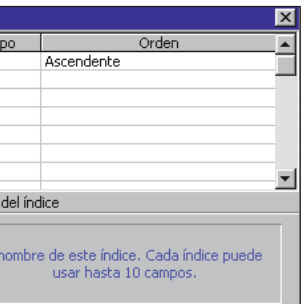 po Orden
Ascendente
del índice
nombre de este índice. Cada índice puede
usar hasta 10 campos.